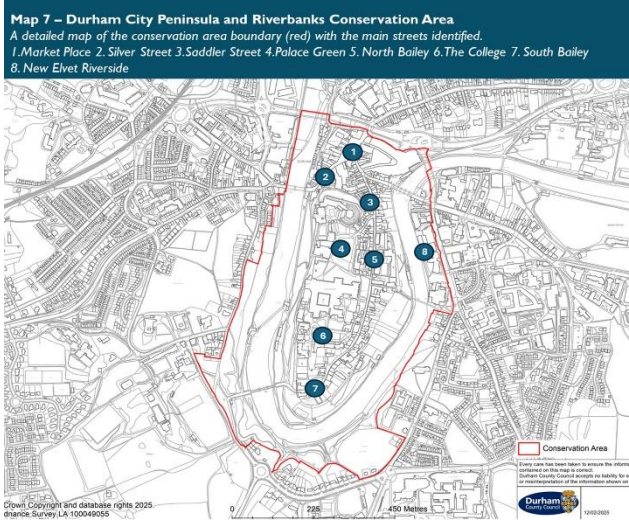 Map 7 – Durham City Peninsula and Riverbanks Conservation Area
A detailed map of the conservation area boundary (red) with the main streets identified.
1.Market Place 2. Silver Street 3.Saddler Street 4.Palace Green 5. North Bailey 6.The College 7. South Bailey
8. New Elvet Riverside
1
2
3
4
5
8
6
7
Conservation Area
Every care has been taken to ensure the informa
contained on this map is correct.
Durham County Council accepts no liability for e
or misinterpretation of the information shown on
Crown Copyright and database rights 2025.
dnance Survey LA 100049055
0 225 450 Metres
Durham
County Council
12/02/2025